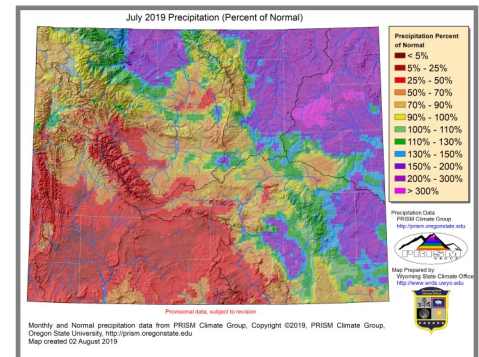 July 2019 Precipitation (Percent of Normal)
Precipitation Percent
of Normal
< 5%
5% - 25%
25% - 50%
50% - 70%
70% - 90%
90% - 100%
100% - 110%
110% - 130%
130% - 150%
150% - 200%
200% - 300%
> 300%
Precipitation Data
PRISM Climate Group
http://prism.oregonstate.edu
PRISM
GROUP
Map Prepared by:
Wyoming State Climate Office
http://www.wrds.uwyo.edu
Provisional data, subject to revision
Monthly and Normal precipitation data from PRISM Climate Group, Copyright ©2019, PRISM Climate Group,
Oregon State University, http://prism.oregonstate.edu
Map created 02 August 2019